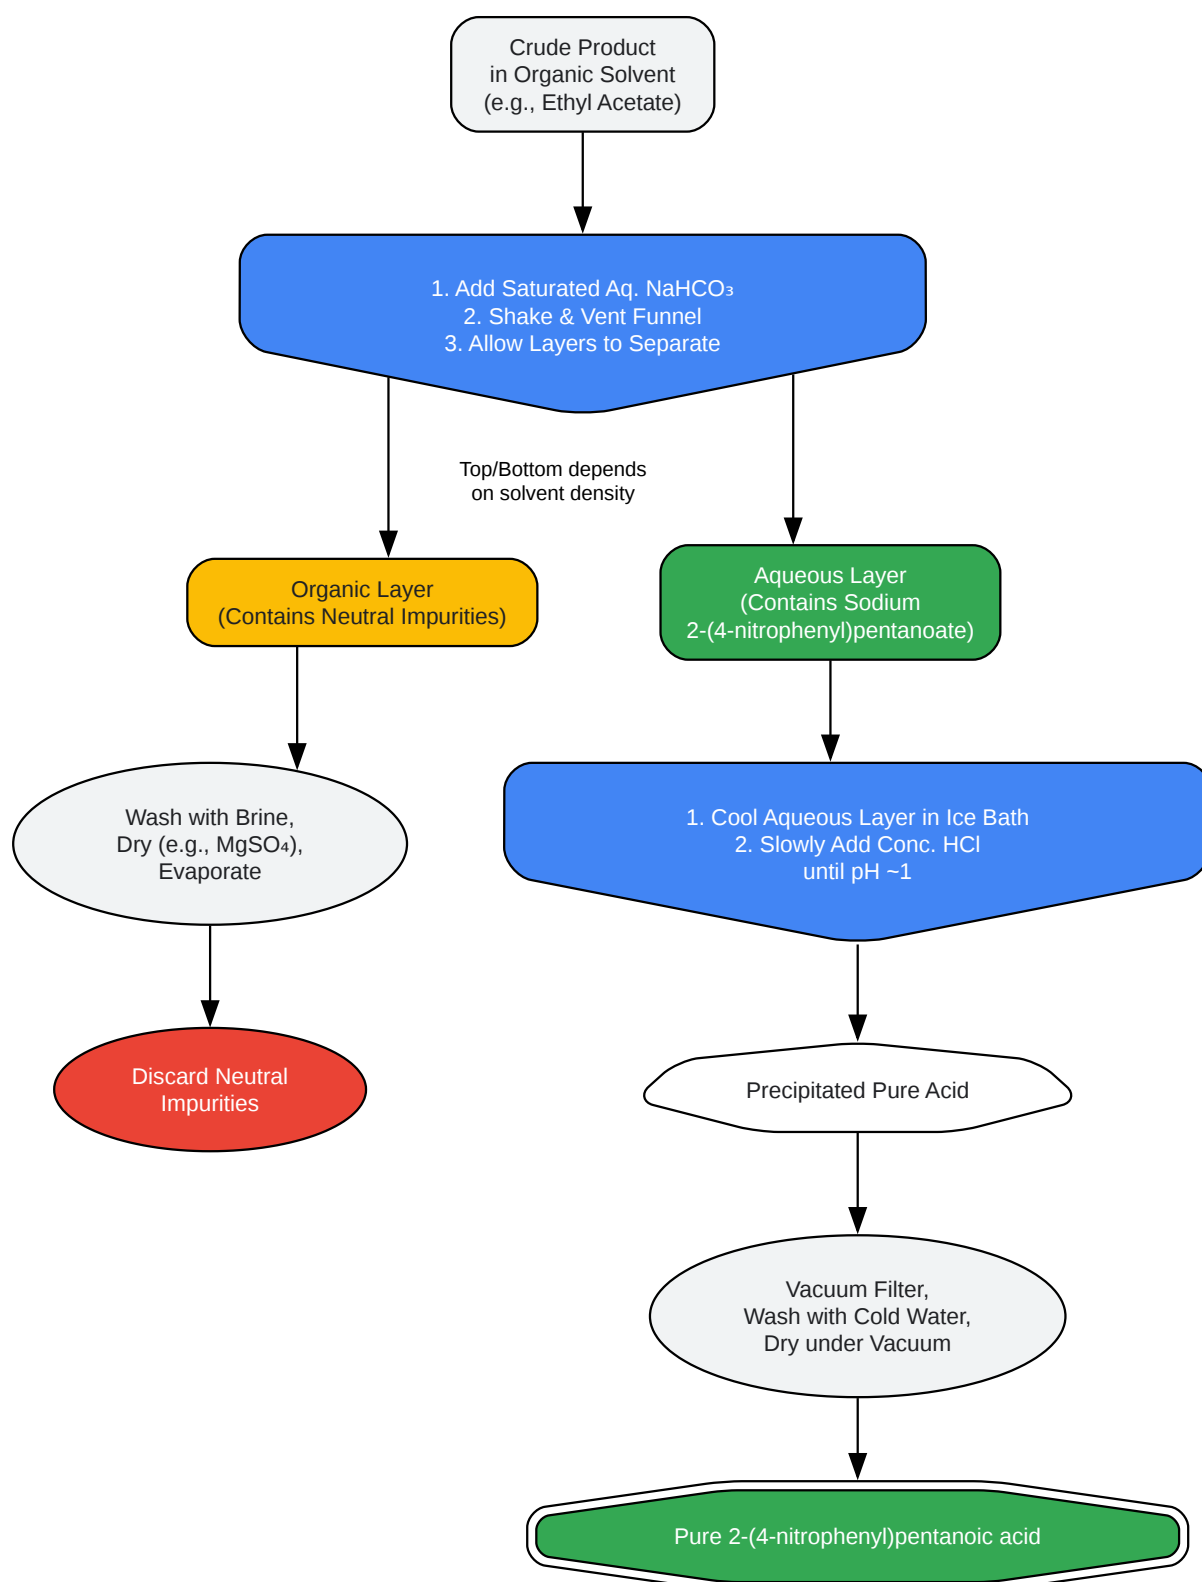 Crude Product
in Organic Solvent
(e.g., Ethyl Acetate)
1. Add Saturated Aq. NaHCO₃
2. Shake & Vent Funnel
3. Allow Layers to Separate
Top/Bottom depends
on solvent density
Organic Layer
(Contains Neutral Impurities)
Aqueous Layer
(Contains Sodium
2-(4-nitrophenyl)pentanoate)
Wash with Brine,
Dry (e.g., MgSO₄),
Evaporate
1. Cool Aqueous Layer in Ice Bath
2. Slowly Add Conc. HCl
until pH ~1
Discard Neutral
Impurities
Precipitated Pure Acid
Vacuum Filter,
Wash with Cold Water,
Dry under Vacuum
Pure 2-(4-nitrophenyl)pentanoic acid